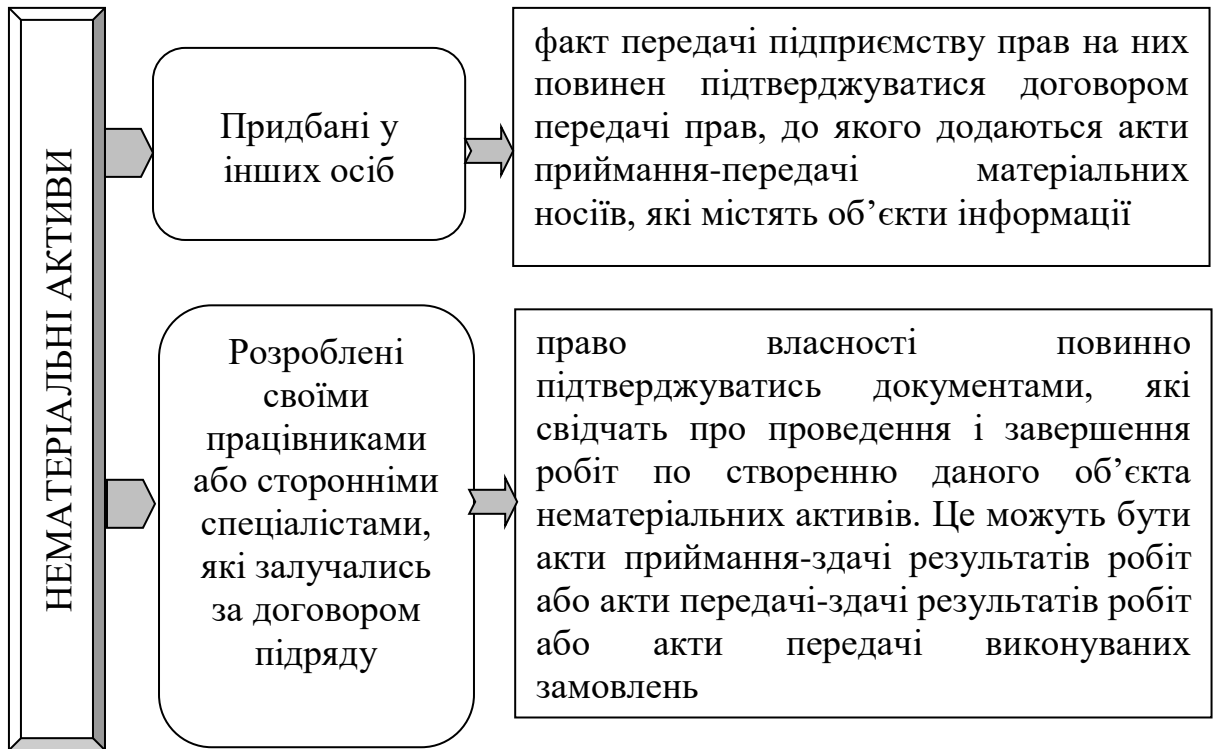 НЕМАТЕРІАЛЬНІ АКТИВИ
Придбані у
інших осіб
факт передачі підприємству прав на них
повинен підтверджуватися договором
передачі прав, до якого додаються акти
приймання-передачі матеріальних
носіїв, які містять об’єкти інформації
Розроблені
своїми
працівниками
або сторонніми
спеціалістами,
які залучались
за договором
підряду
право власності повинно
підтверджуватись документами, які
свідчать про проведення і завершення
робіт по створенню даного об’єкта
нематеріальних активів. Це можуть бути
акти приймання-здачі результатів робіт
або акти передачі-здачі результатів робіт
або акти передачі виконуваних
замовлень